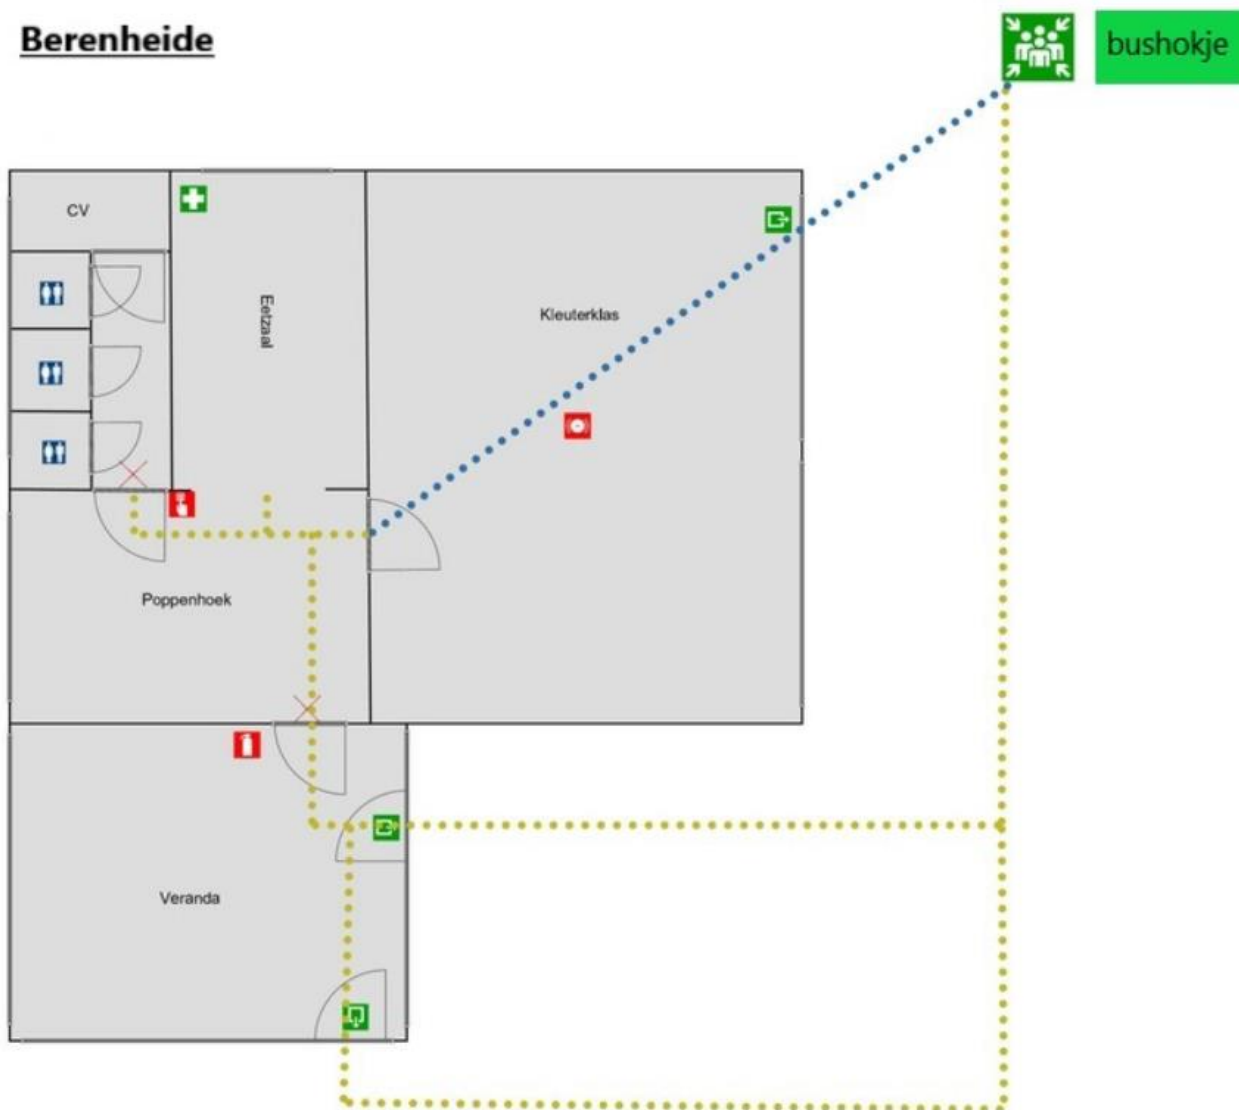 Berenheide
bushokje
CV
Eetzaal
Kleuterklas
Poppenhoek
Veranda